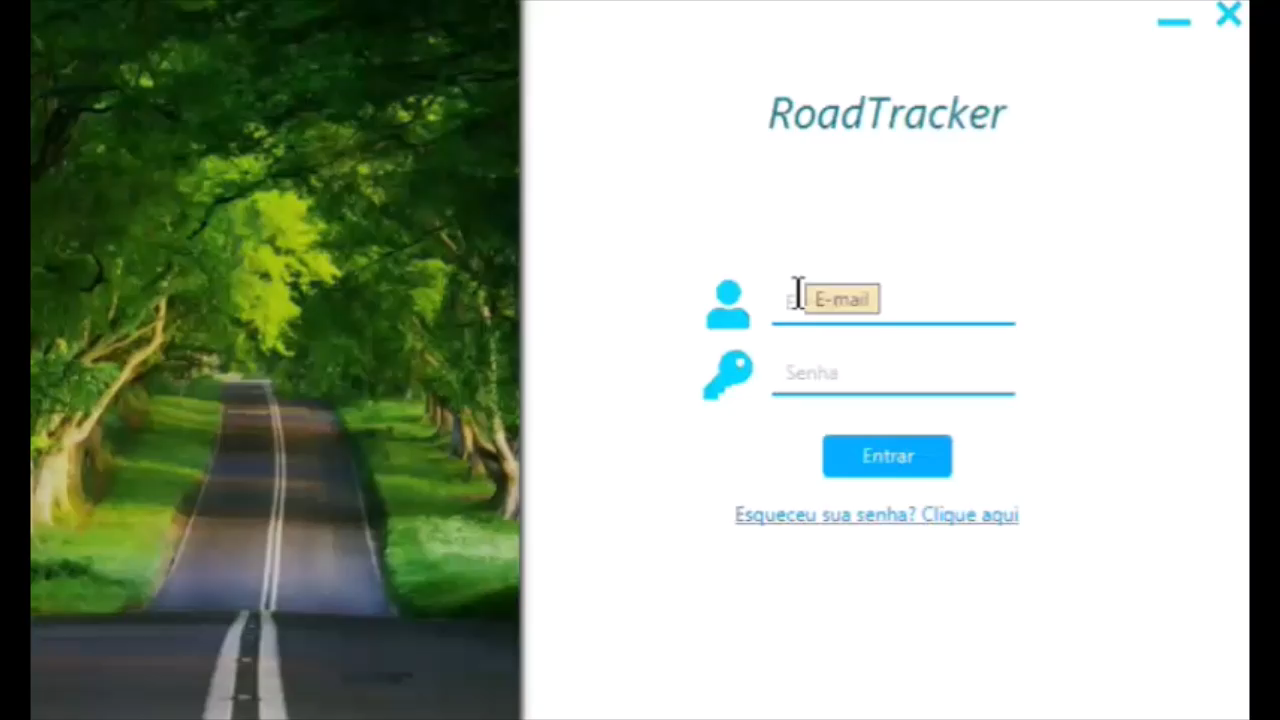 RoadTracker
E-mail
Senha
Entrar
Esqueceu sua senha? Clique aqui